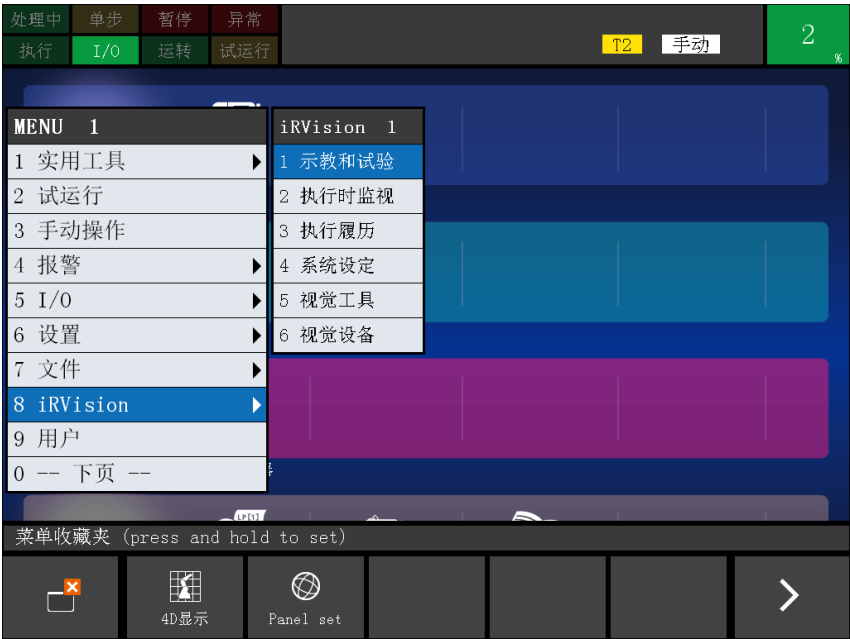 处理中 单步 暂停 异常
执行 I/O 运转 试运行
T2 手动
2 %
MENU 1
1 实用工具
2 试运行
3 手动操作
4 报警
5 I/O
6 设置
7 文件
8 iRVision
9 用户
0 -- 下页 --
iRVision 1
1 示教和试验
2 执行时监视
3 执行履历
4 系统设定
5 视觉工具
6 视觉设备
LP[1]
菜单收藏夹 (press and hold to set)
4D显示
Panel set